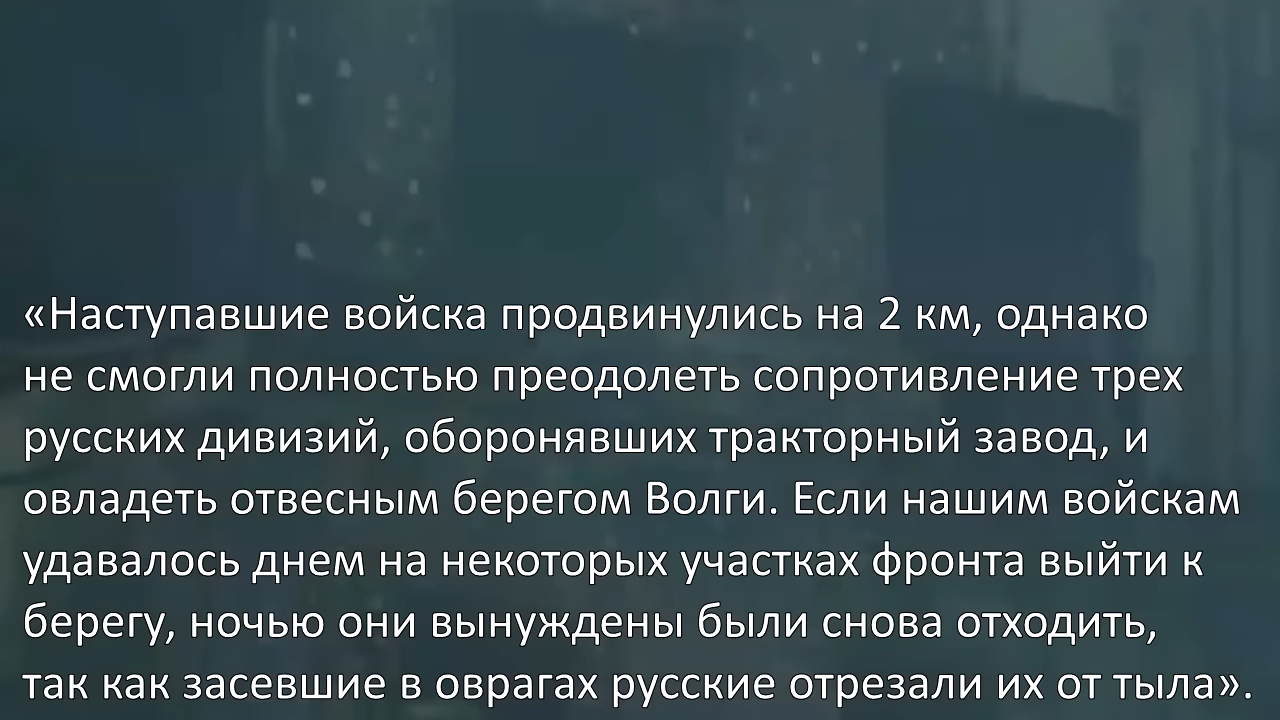 «Наступавшие войска продвинулись на 2 км, однако
не смогли полностью преодолеть сопротивление трех
русских дивизий, оборонявших тракторный завод, и
овладеть отвесным берегом Волги. Если нашим войскам
удавалось днем на некоторых участках фронта выйти к
берегу, ночью они вынуждены были снова отходить,
так как засевшие в оврагах русские отрезали их от тыла».